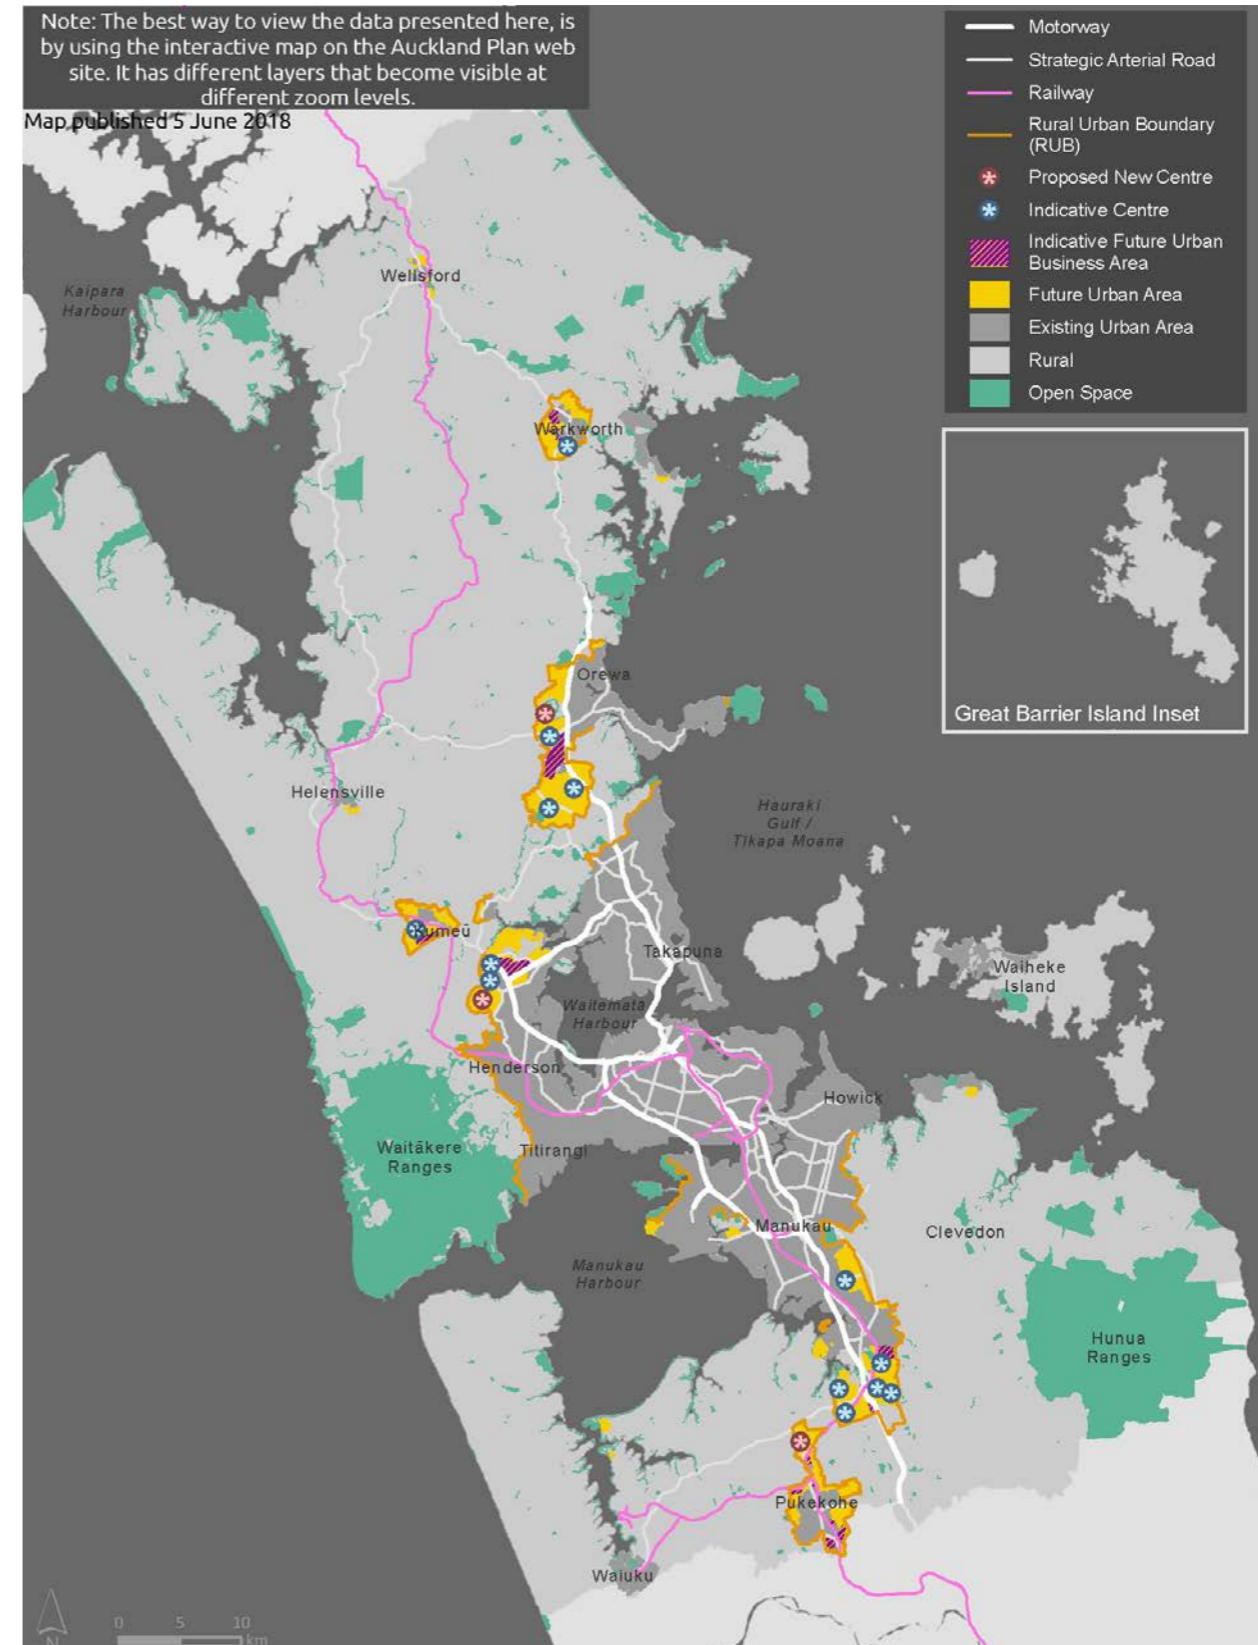 Note: The best way to view the data presented here, is
by using the interactive map on the Auckland Plan web
site. It has different layers that become visible at
different zoom levels.
Map published 5 June 2018
Motorway
Strategic Arterial Road
Railway
Rural Urban Boundary
(RUB)
Proposed New Centre
Indicative Centre
Indicative Future Urban
Business Area
Future Urban Area
Existing Urban Area
Rural
Open Space
Great Barrier Island Inset
Wellsford
Kaipara
Harbour
Warkworth
Orewa
Helensville
Hauraki
Gulf /
Tīkapa Moana
Kumeū
Takapuna
Waiheke
Island
Waitematā
Harbour
Henderson
Howick
Waitākere
Ranges
Titirangi
Manukau
Clevedon
Manukau
Harbour
Hunua
Ranges
Pukekohe
Waiuku
N
0 5 10
km